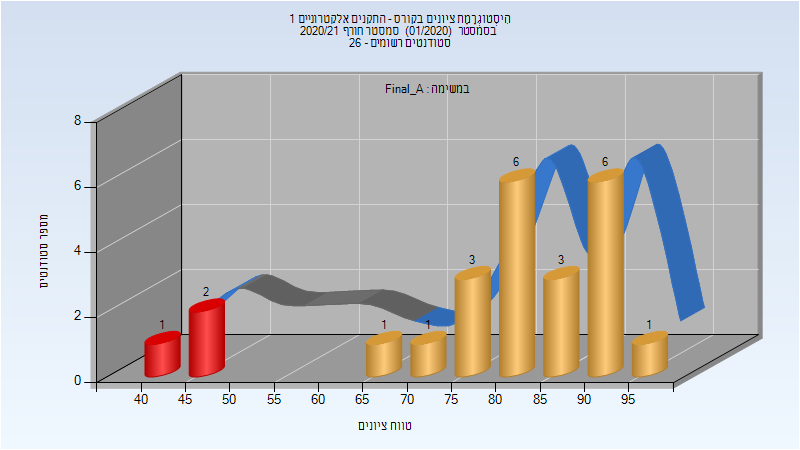 היסטוגרמת ציונים בקורס - התקנים אלקטרוניים 1
בסמסטר (01/2020) סמסטר חורף 2020/21
סטודנטים רשומים - 26
במשימה : Final_A
מספר סטודנטים
8
6
4
2
0
1
2
1
1
3
6
3
6
1
40 45 50 55 60 65 70 75 80 85 90 95
טווח ציונים